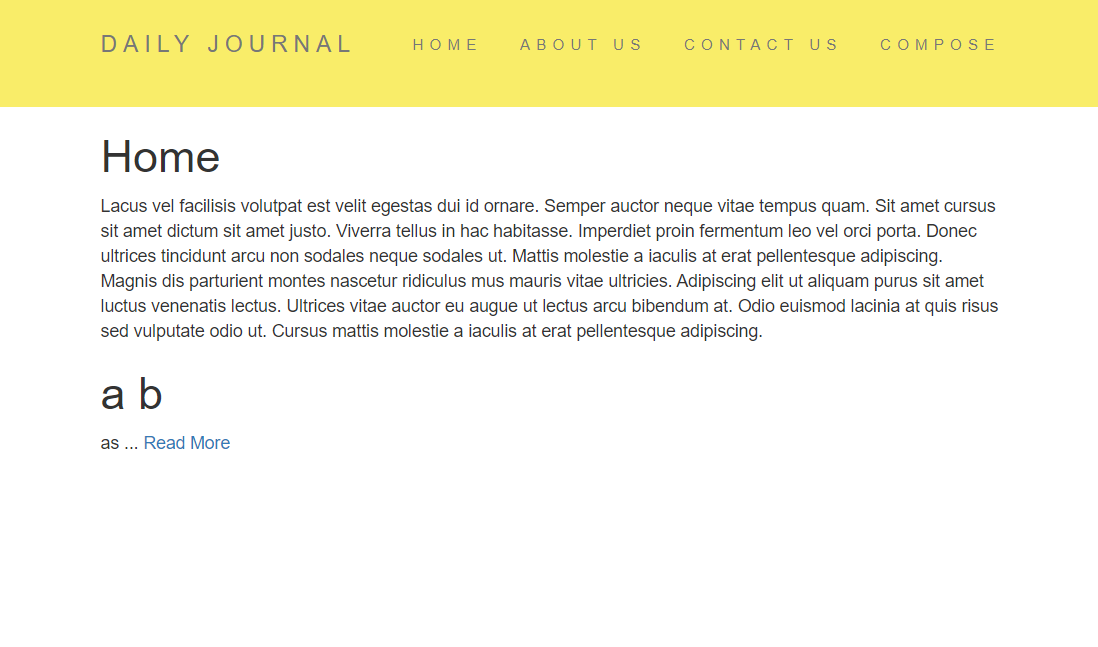 DAILY JOURNAL HOME ABOUT US CONTACT US COMPOSE
Home
Lacus vel facilisis volutpat est velit egestas dui id ornare. Semper auctor neque vitae tempus quam. Sit amet cursus
sit amet dictum sit amet justo. Viverra tellus in hac habitasse. Imperdiet proin fermentum leo vel orci porta. Donec
ultrices tincidunt arcu non sodales neque sodales ut. Mattis molestie a iaculis at erat pellentesque adipiscing.
Magnis dis parturient montes nascetur ridiculus mus mauris vitae ultricies. Adipiscing elit ut aliquam purus sit amet
luctus venenatis lectus. Ultrices vitae auctor eu augue ut lectus arcu bibendum at. Odio euismod lacinia at quis risus
sed vulputate odio ut. Cursus mattis molestie a iaculis at erat pellentesque adipiscing.
a b
as ... Read More